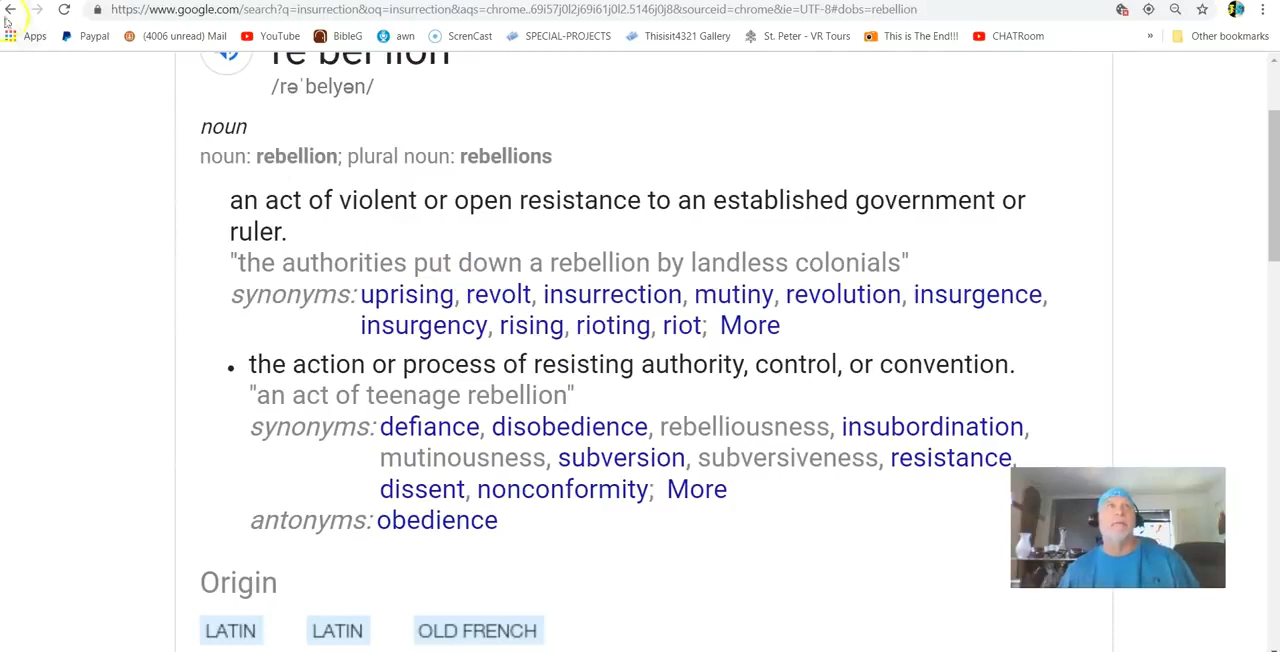 https://www.google.com/search?q=insurrection&oq=insurrection&aqs=chrome..69i57j0l2j69i61j0l2.5146j0j8&sourceid=chrome&ie=UTF-8#dobs=rebellion
Apps Paypal (4006 unread) Mail YouTube BibleG awn ScrenCast SPECIAL-PROJECTS Thisisit4321 Gallery St. Peter - VR Tours This is The End!!! CHATRoom » Other bookmarks
re·bel·lion
/rəˈbelyən/
noun
noun: rebellion; plural noun: rebellions
an act of violent or open resistance to an established government or
ruler.
"the authorities put down a rebellion by landless colonials"
synonyms: uprising, revolt, insurrection, mutiny, revolution, insurgence,
insurgency, rising, rioting, riot; More
• the action or process of resisting authority, control, or convention.
"an act of teenage rebellion"
synonyms: defiance, disobedience, rebelliousness, insubordination,
mutinousness, subversion, subversiveness, resistance,
dissent, nonconformity; More
antonyms: obedience
Origin
LATIN LATIN OLD FRENCH